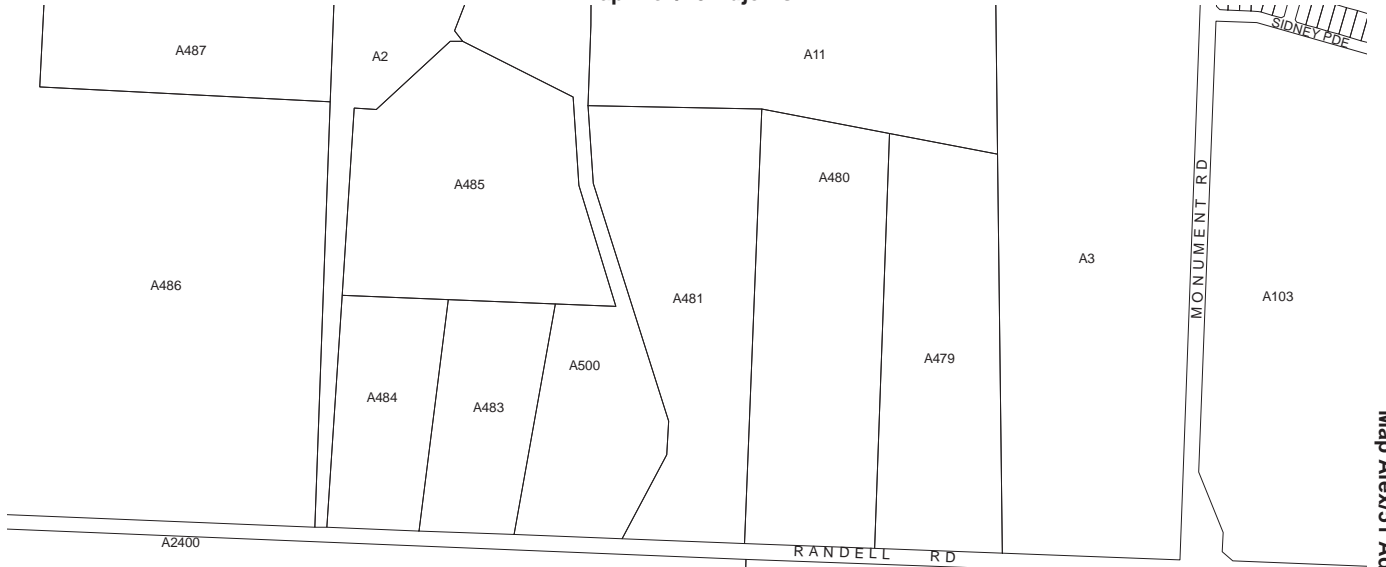 SIDNEY PDE
A487
A2
A11
A485
A480
MONUMENT RD
A3
A486
A481
A103
A479
A500
A484
A483
A2400
RANDELL RD